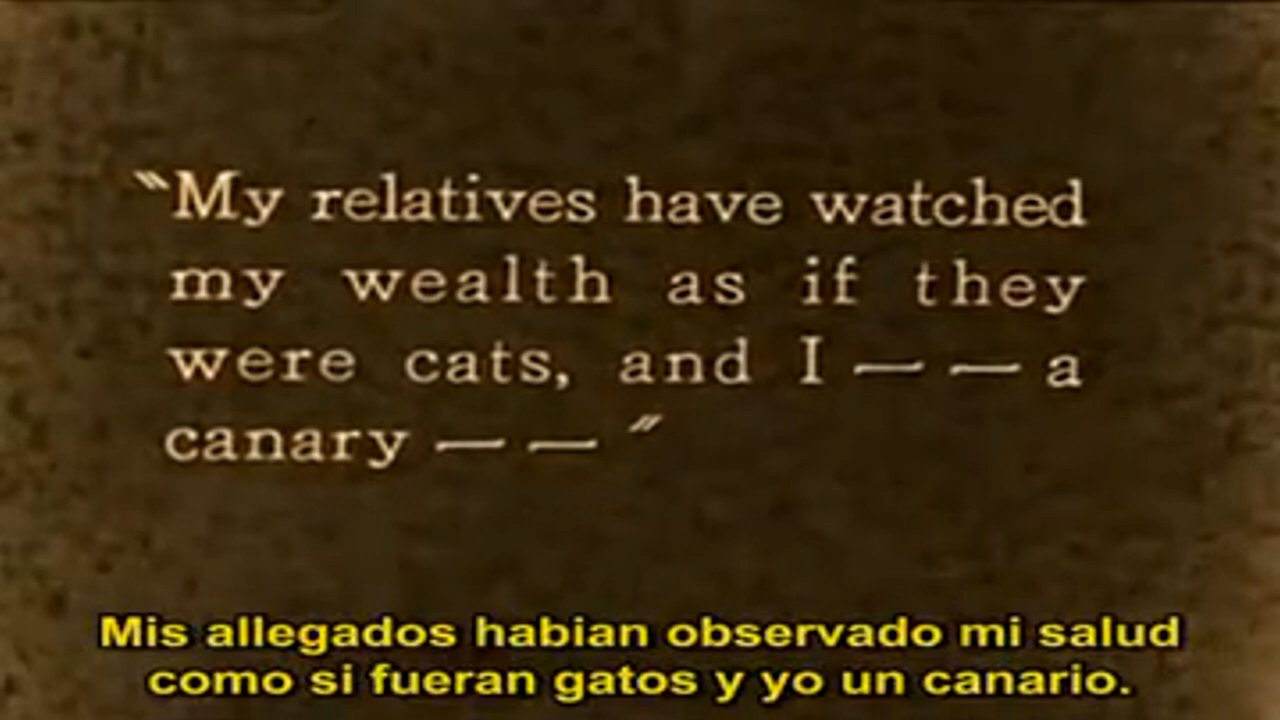 "My relatives have watched
my wealth as if they
were cats, and I — — a
canary — — "
Mis allegados habian observado mi salud
como si fueran gatos y yo un canario.